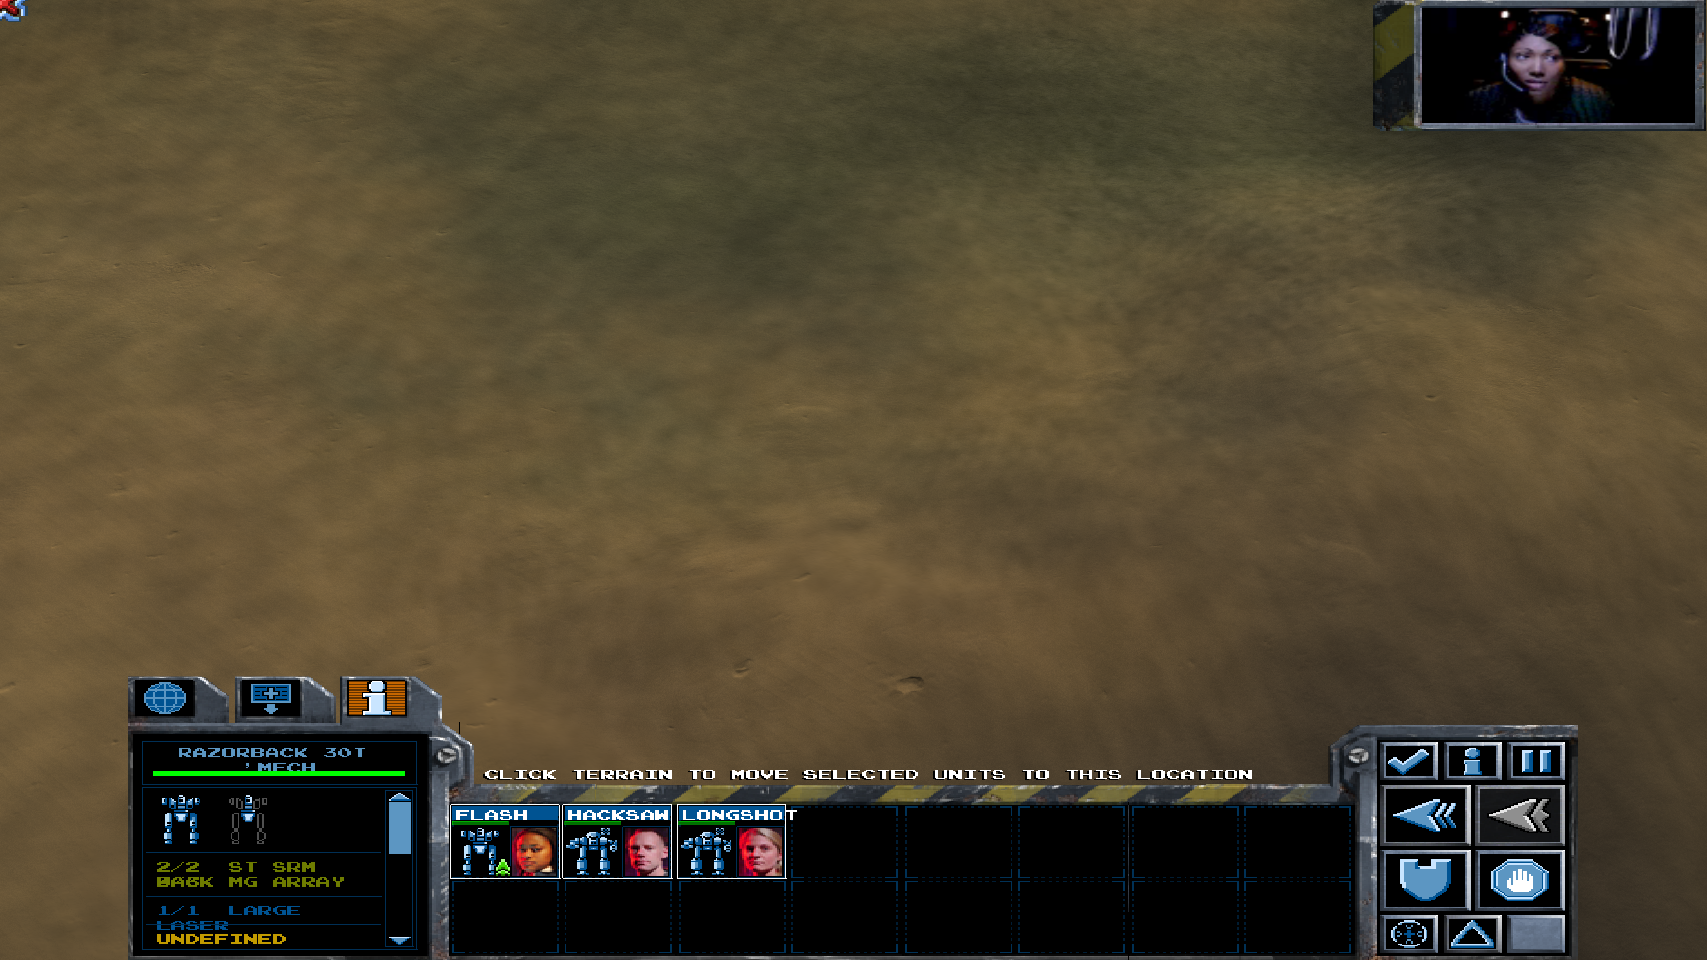 RAZORBACK 30T
'MECH
2/2 ST SRM
MG ARRAY
1/1 LARGE
LASER
UNDEFINED
CLICK TERRAIN TO MOVE SELECTED UNITS TO THIS LOCATION
FLASH
HACKSAW
LONGSHOT